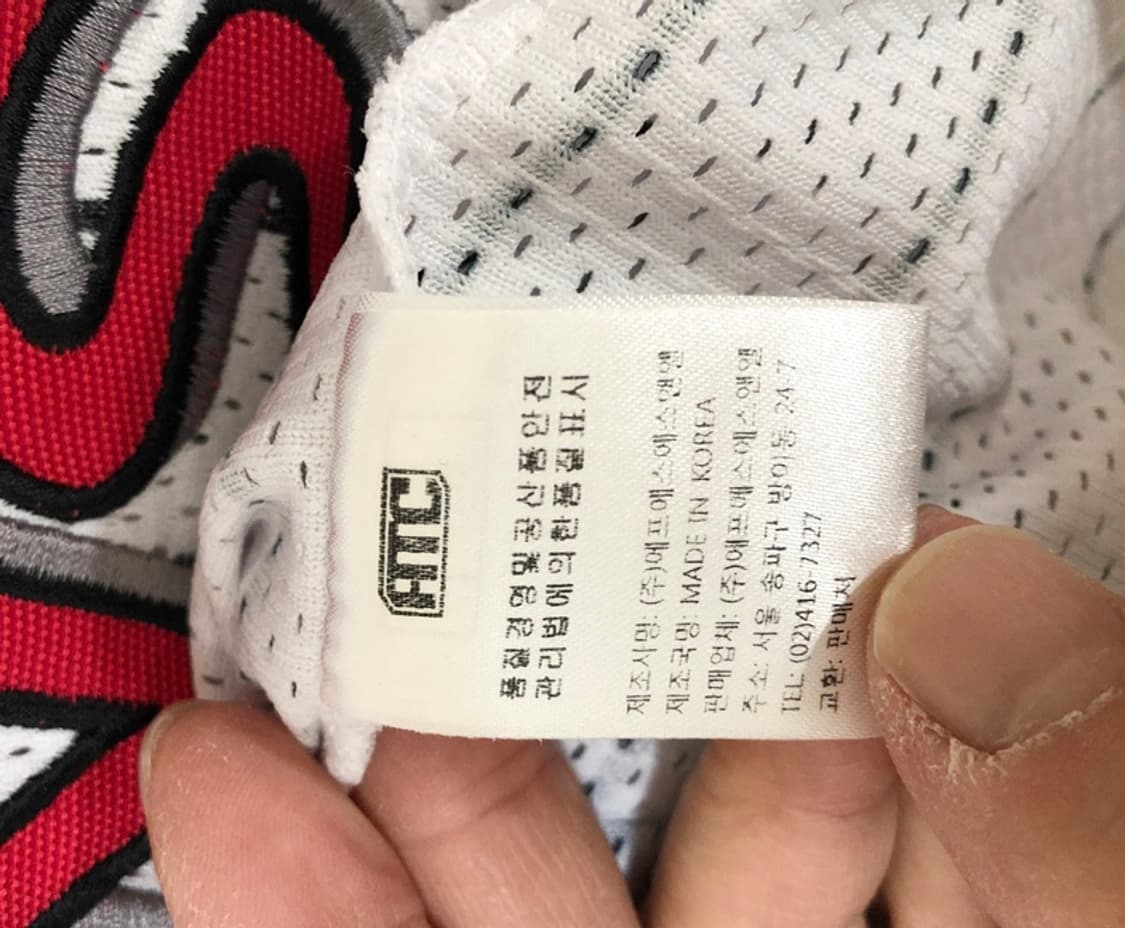 ATC
품질경영 및 공산품안전
관리법에 의한 품질표시
제조사명: (주)에프에스에스엔엘
제조국명: MADE IN KOREA
판매업체: (주)에프에스에스엔엘
주소: 서울 송파구 방이동 24-7
TEL: (02)416-7327
교환: 판매처